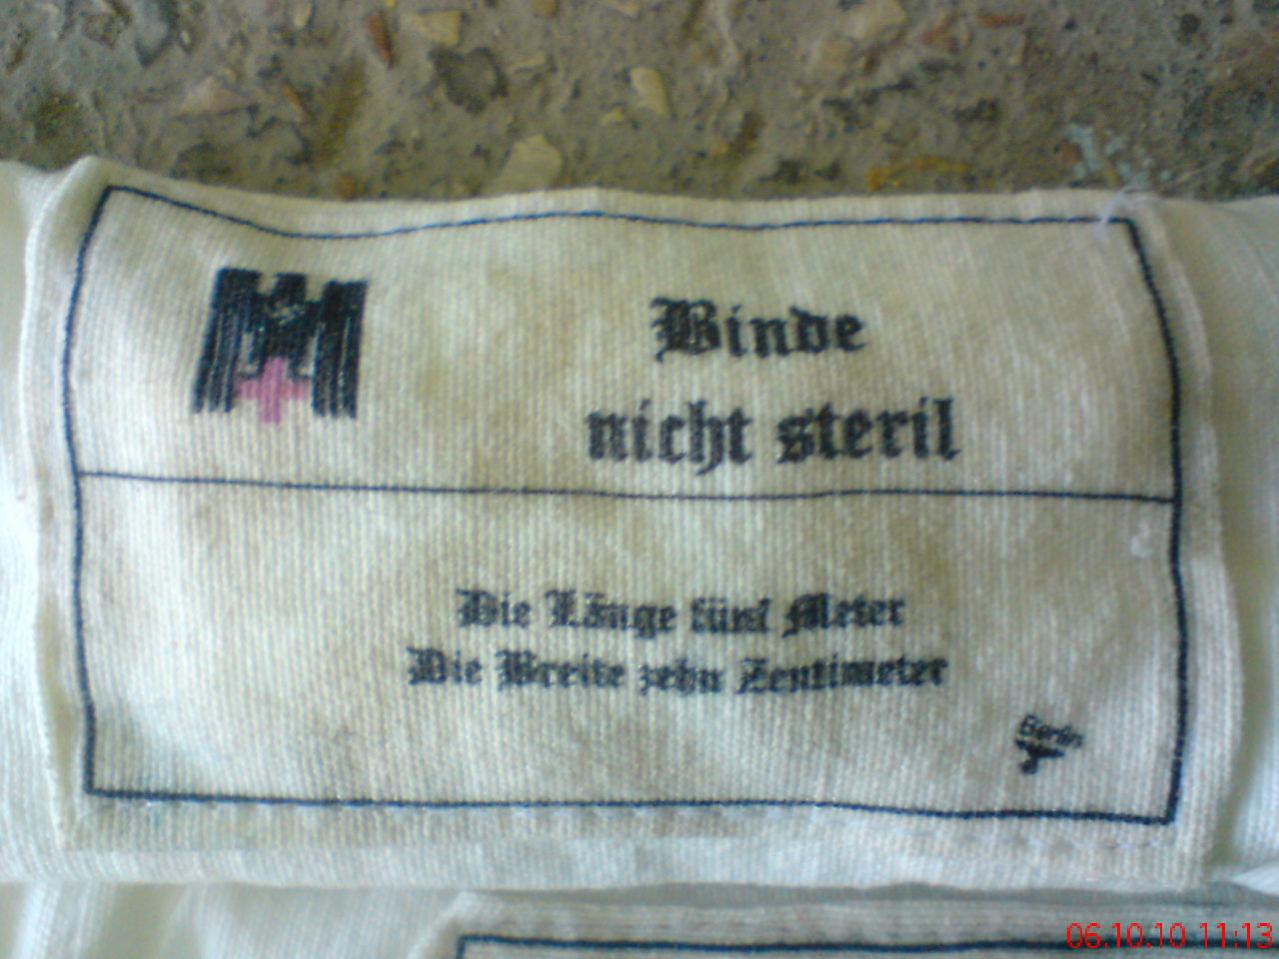 Binde
nicht steril
Die Länge fünf Meter
Die Breite zehn Zentimeter
Berlin
06.10.10 11:13